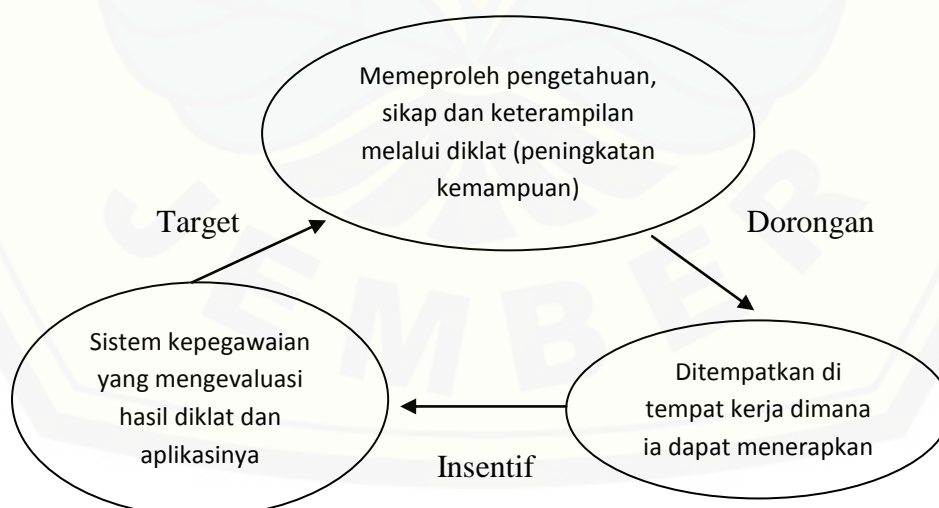 Memeproleh pengetahuan,
sikap dan keterampilan
melalui diklat (peningkatan
kemampuan)
Target
Dorongan
Sistem kepegawaian
yang mengevaluasi
hasil diklat dan
aplikasinya
Ditempatkan di
tempat kerja dimana
ia dapat menerapkan
Insentif
JEMBER